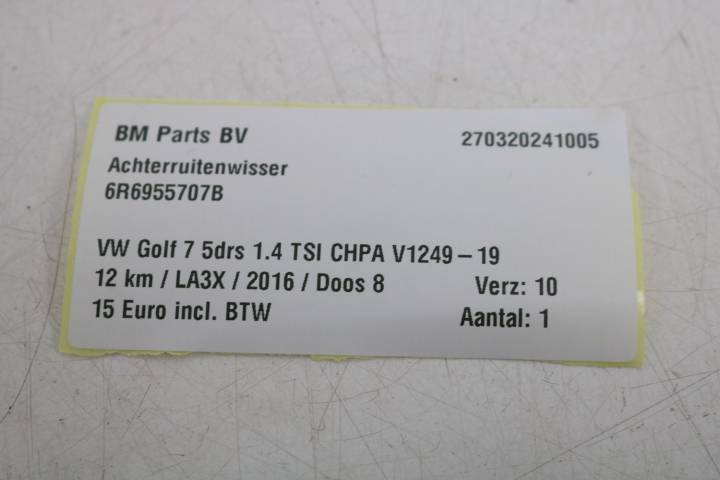 BM Parts BV 270320241005
Achterruitenwisser
6R6955707B
VW Golf 7 5drs 1.4 TSI CHPA V1249-19
12 km / LA3X / 2016 / Doos 8 Verz: 10
15 Euro incl. BTW Aantal: 1